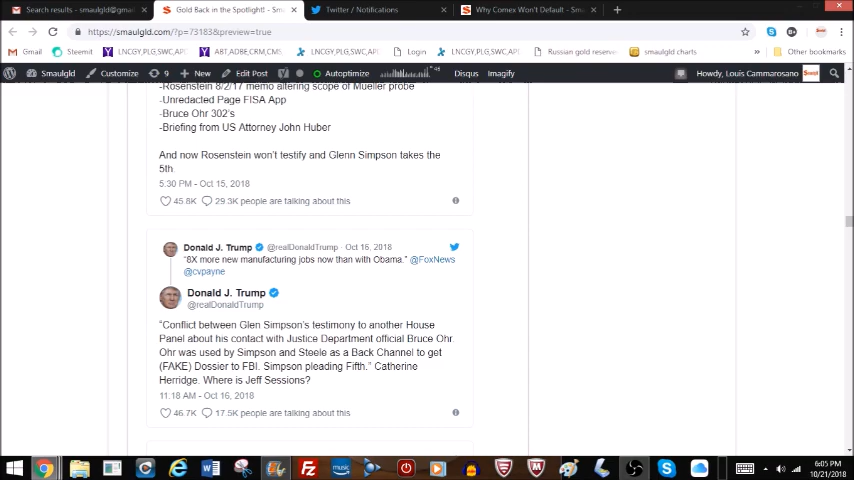 Search results - smaulgld@gmai
Gold Back in the Spotlight! - Sma
Twitter / Notifications
Why Comex Won't Default - Sma
https://smaulgld.com/?p=73183&preview=true
Gmail
Steemit
LNCGY,PLG,SWC,APC
ABT,ADBE,CRM,CMS
LNCGY,PLG,SWC,APC
Login
LNCGY,PLG,SWC,APC
Russian gold reserve
smaulgld charts
»
Other bookmarks
Smaulgld
Customize
9
New
Edit Post
Autoptimize
Disqus
Imagify
Howdy, Louis Cammarosano
-Rosenstein 8/2/17 memo altering scope of Mueller probe
-Unredacted Page FISA App
-Bruce Ohr 302's
-Briefing from US Attorney John Huber
And now Rosenstein won't testify and Glenn Simpson takes the
5th
5:30 PM - Oct 15, 2018
45.8K 29.3K people are talking about this
Donald J. Trump @realDonaldTrump · Oct 16, 2018
"8X more new manufacturing jobs now than with Obama." @FoxNews
@cvpayne
Donald J. Trump
@realDonaldTrump
"Conflict between Glen Simpson's testimony to another House
Panel about his contact with Justice Department official Bruce Ohr.
Ohr was used by Simpson and Steele as a Back Channel to get
(FAKE) Dossier to FBI. Simpson pleading Fifth." Catherine
Herridge. Where is Jeff Sessions?
11:18 AM - Oct 16, 2018
46.7K 17.5K people are talking about this
music
6:05 PM
10/21/2018